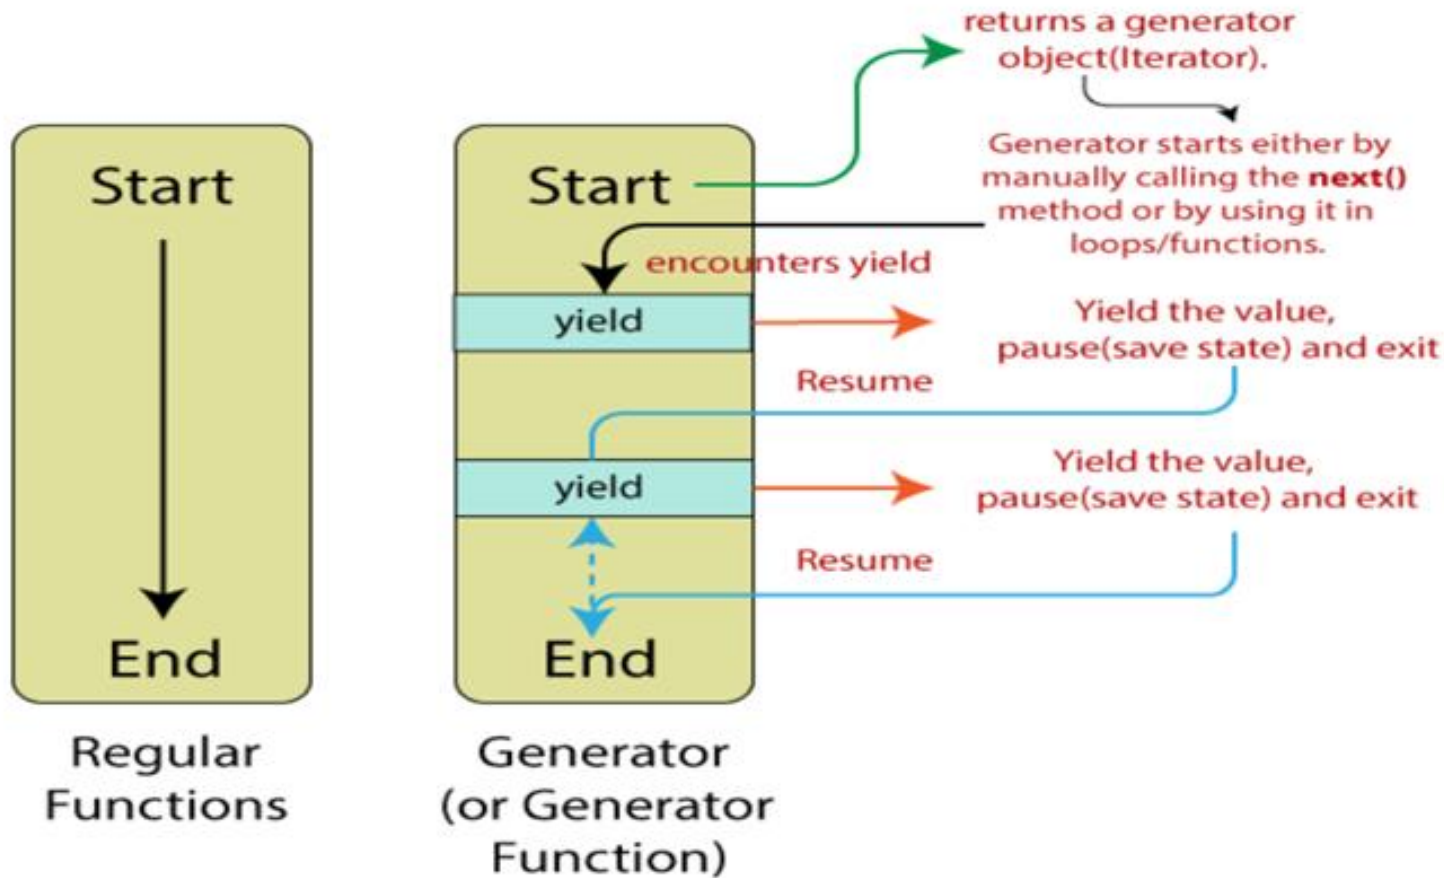 Start
End
Regular
Functions
Start
yield
yield
End
Generator
(or Generator
Function)
returns a generator
object(Iterator).
Generator starts either by
manually calling the next()
method or by using it in
loops/functions.
encounters yield
Yield the value,
pause(save state) and exit
Resume
Yield the value,
pause(save state) and exit
Resume